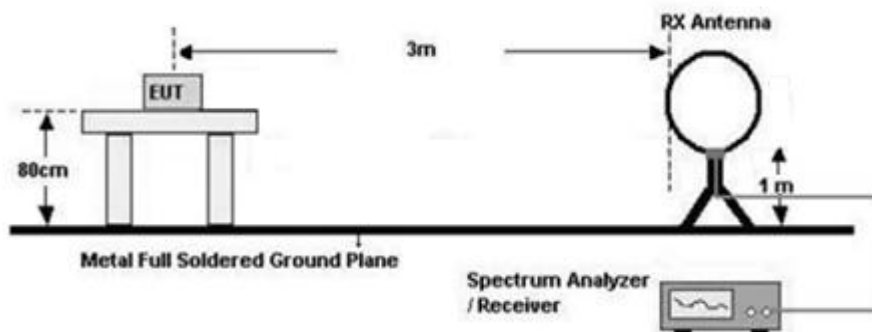 RX Antenna
3m
EUT
80cm
1 m
Metal Full Soldered Ground Plane
Spectrum Analyzer
/ Receiver